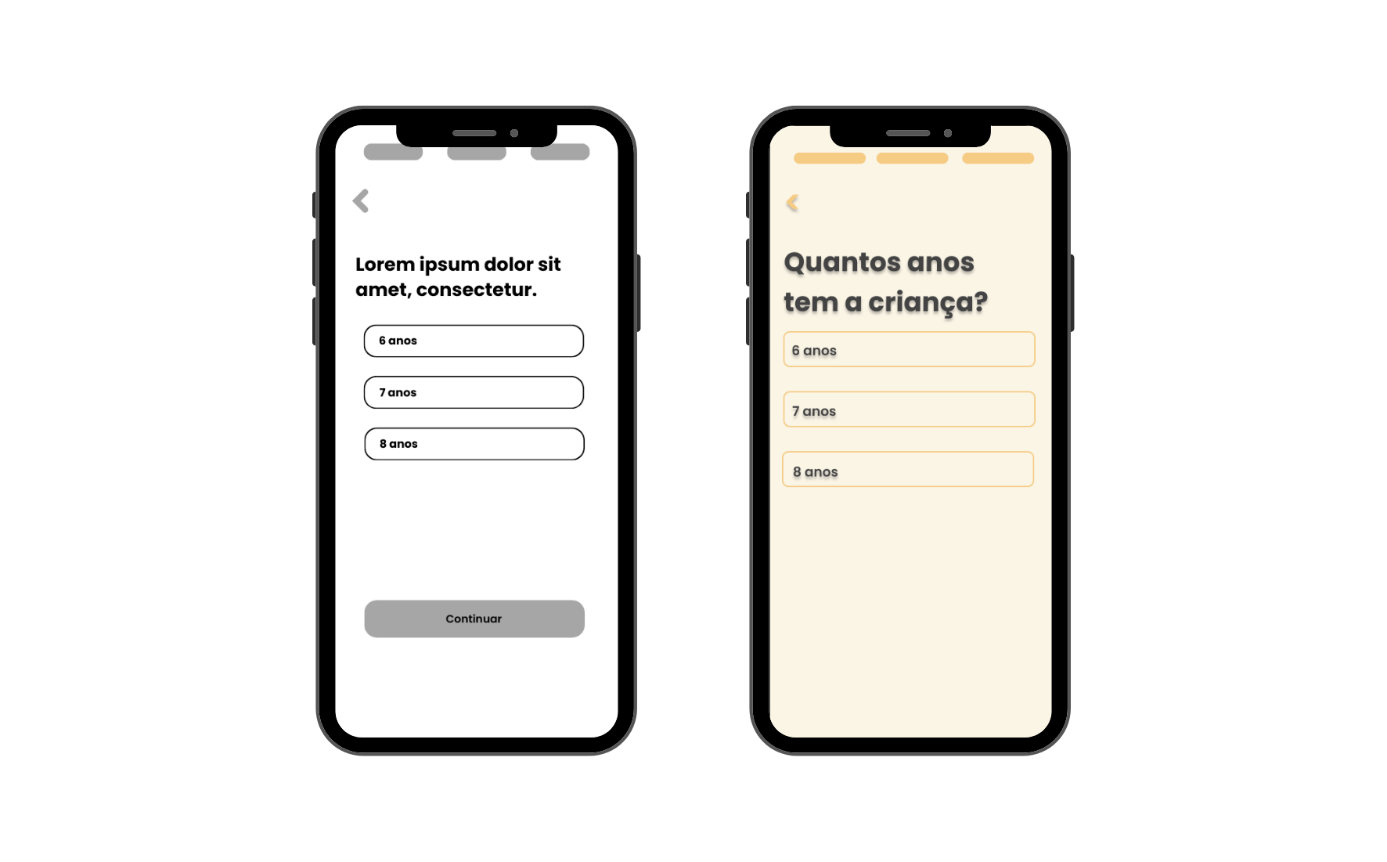 Lorem ipsum dolor sit
amet, consectetur.
6 anos
7 anos
8 anos
Continuar
Quantos anos
tem a criança?
6 anos
7 anos
8 anos